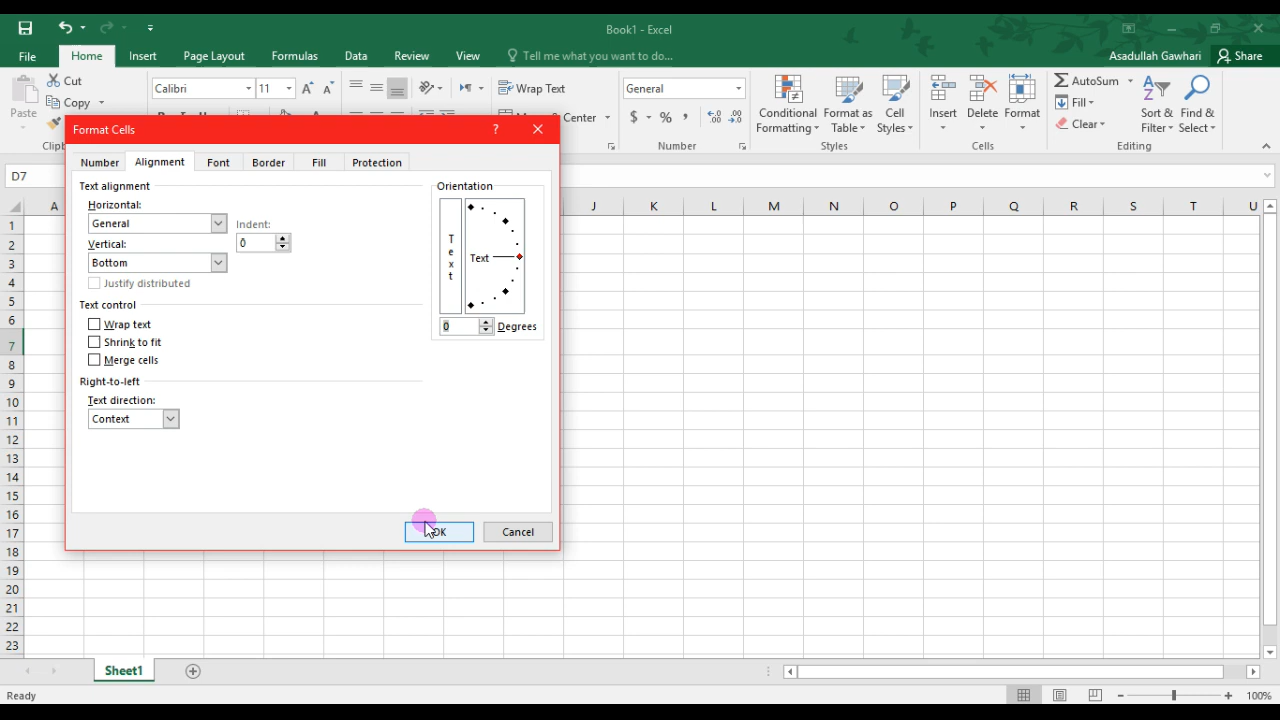 Book1 - Excel
File Home Insert Page Layout Formulas Data Review View Tell me what you want to do... Asadullah Gawhari Share
Paste Cut Copy
Calibri 11
Wrap Text
Center
General
$ % ,
Conditional Formatting Format as Table Cell Styles
Insert Delete Format
AutoSum Fill Clear
Sort & Filter Find & Select
Number Styles Cells Editing
D7
Format Cells ?
Number Alignment Font Border Fill Protection
Text alignment
Horizontal:
General
Indent:
0
Vertical:
Bottom
Justify distributed
Text control
Wrap text
Shrink to fit
Merge cells
Right-to-left
Text direction:
Context
Orientation
Text
Text
0 Degrees
OK Cancel
A J K L M N O P Q R S T U
1
2
3
4
5
6
7
8
9
10
11
12
13
14
15
16
17
18
19
20
21
22
23
Sheet1
Ready 100%